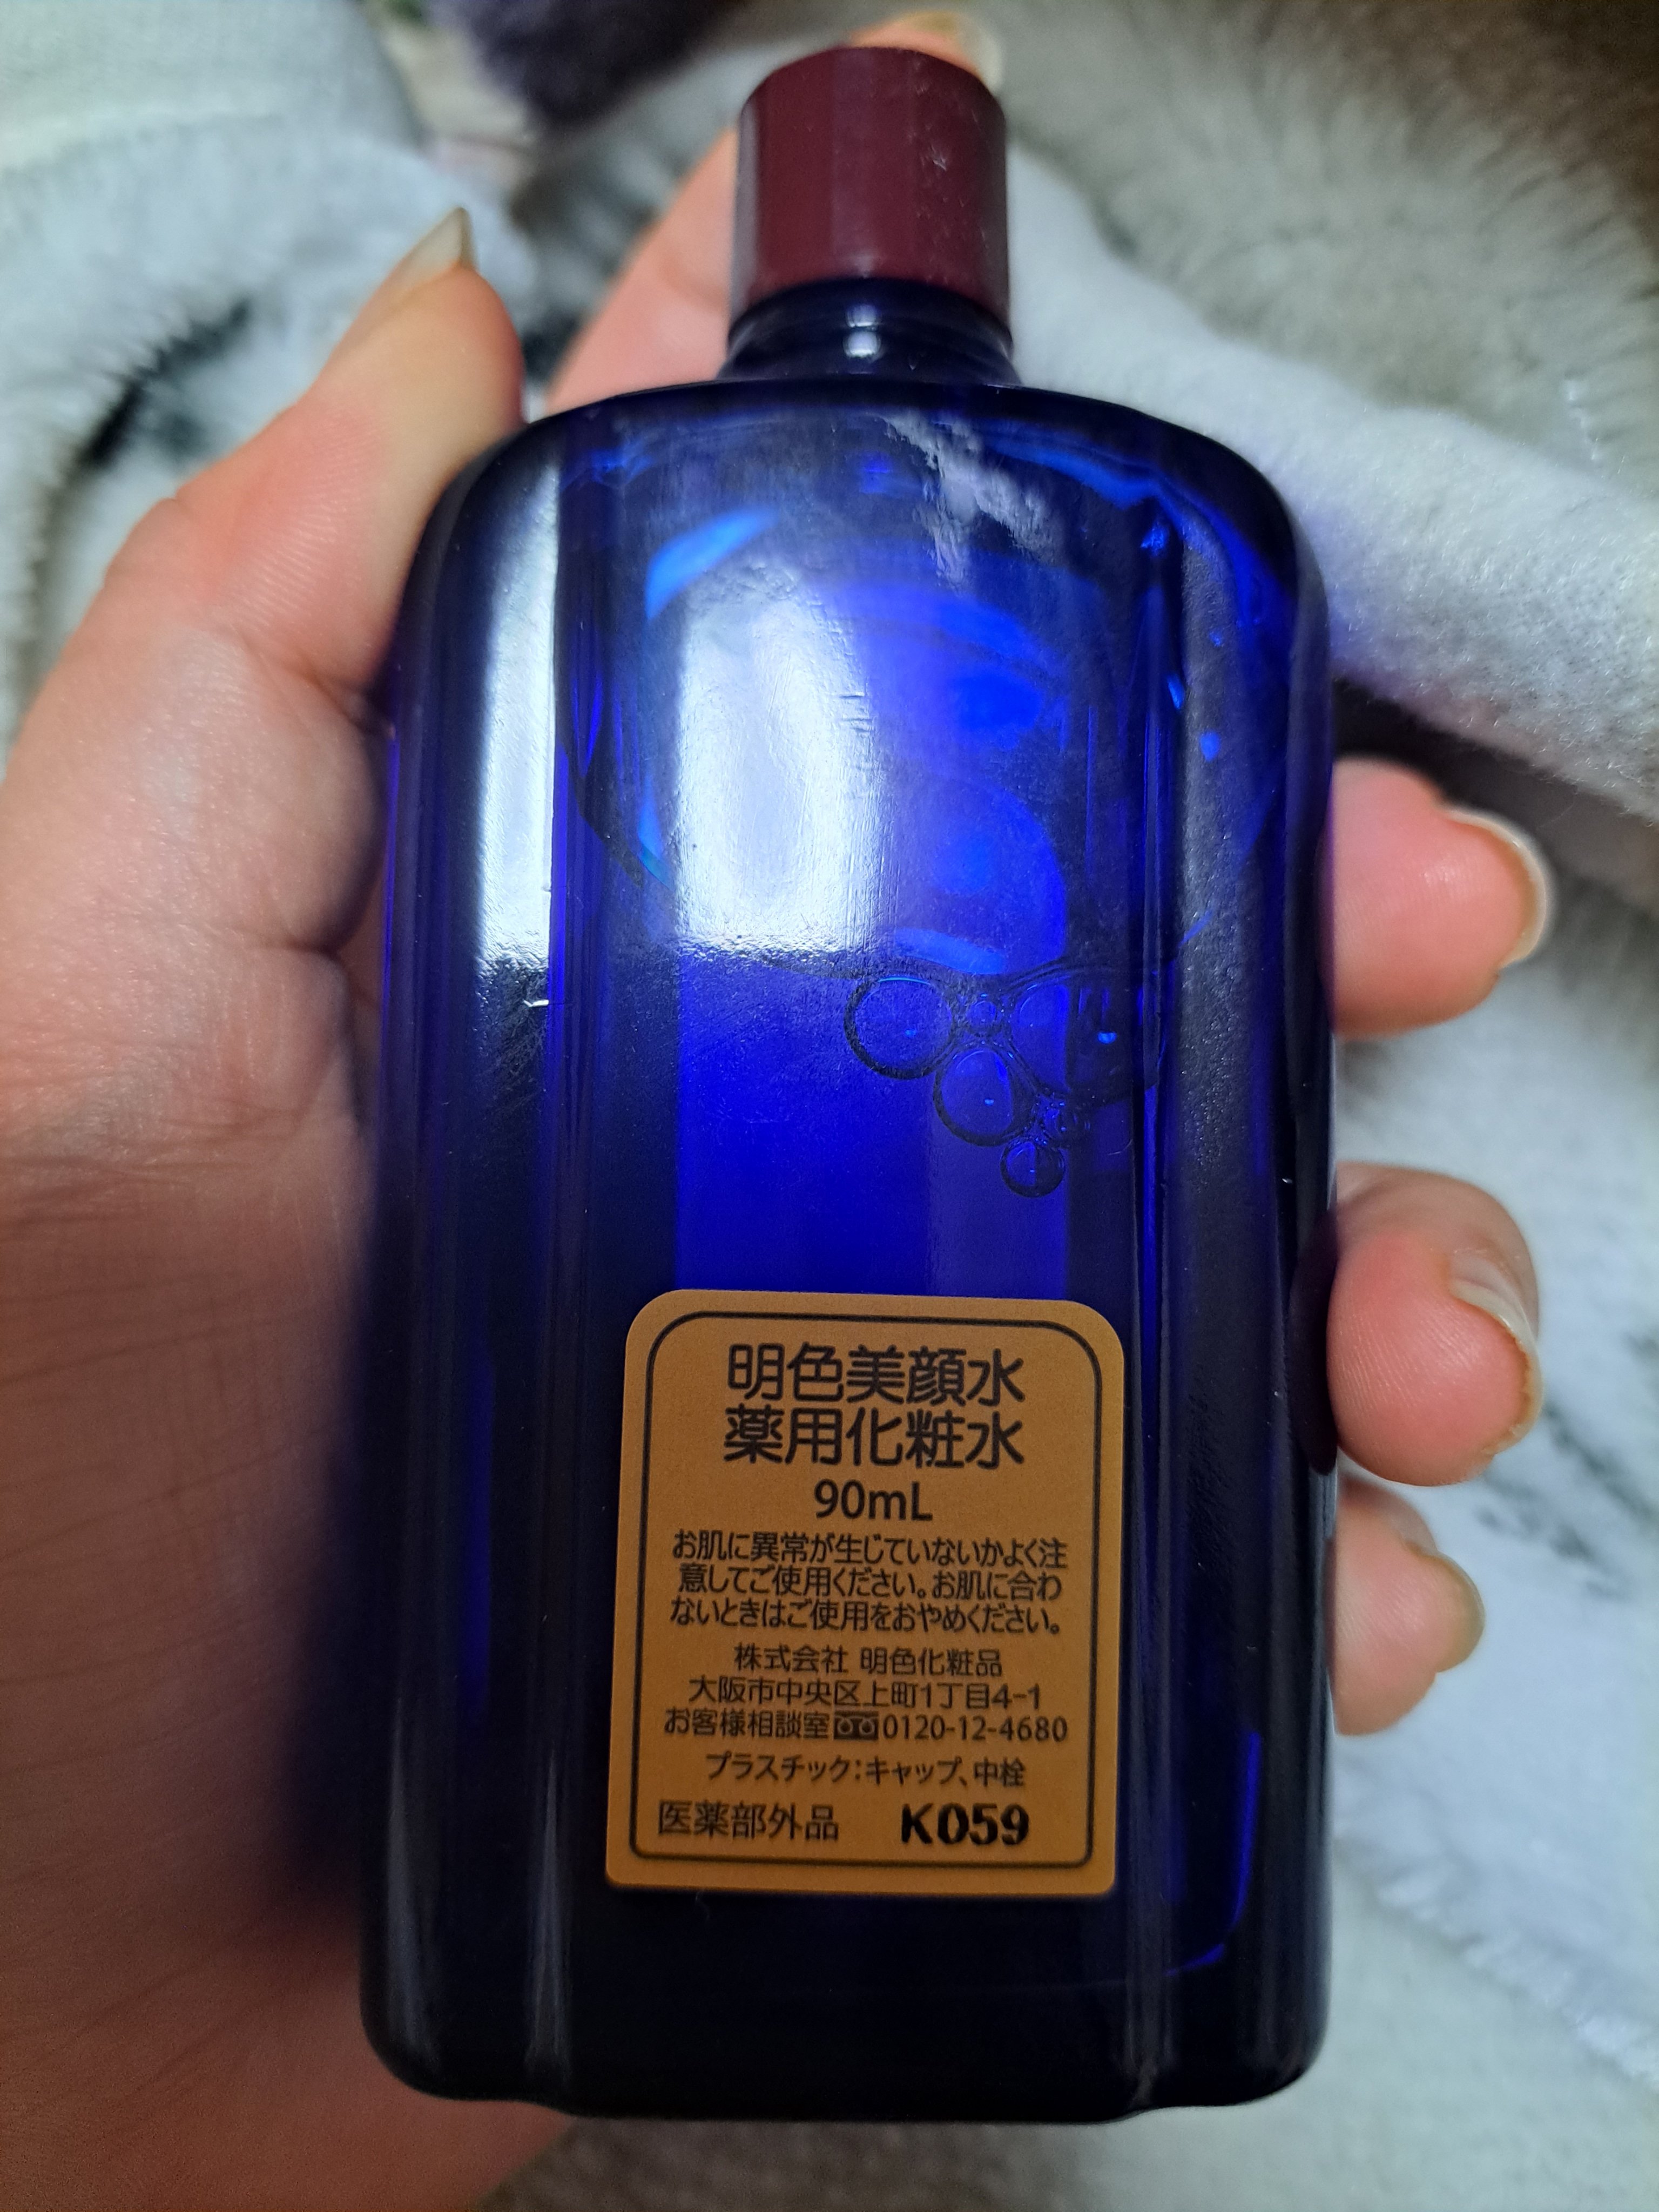 明色美顔水
薬用化粧水
90mL
お肌に異常が生じていないかよく注
意してご使用ください。お肌に合わ
ないときはご使用をおやめください。
株式会社 明色化粧品
大阪市中央区上町1丁目4-1
お客様相談室0120-12-4680
プラスチック:キャップ、中栓
医薬部外品 K059